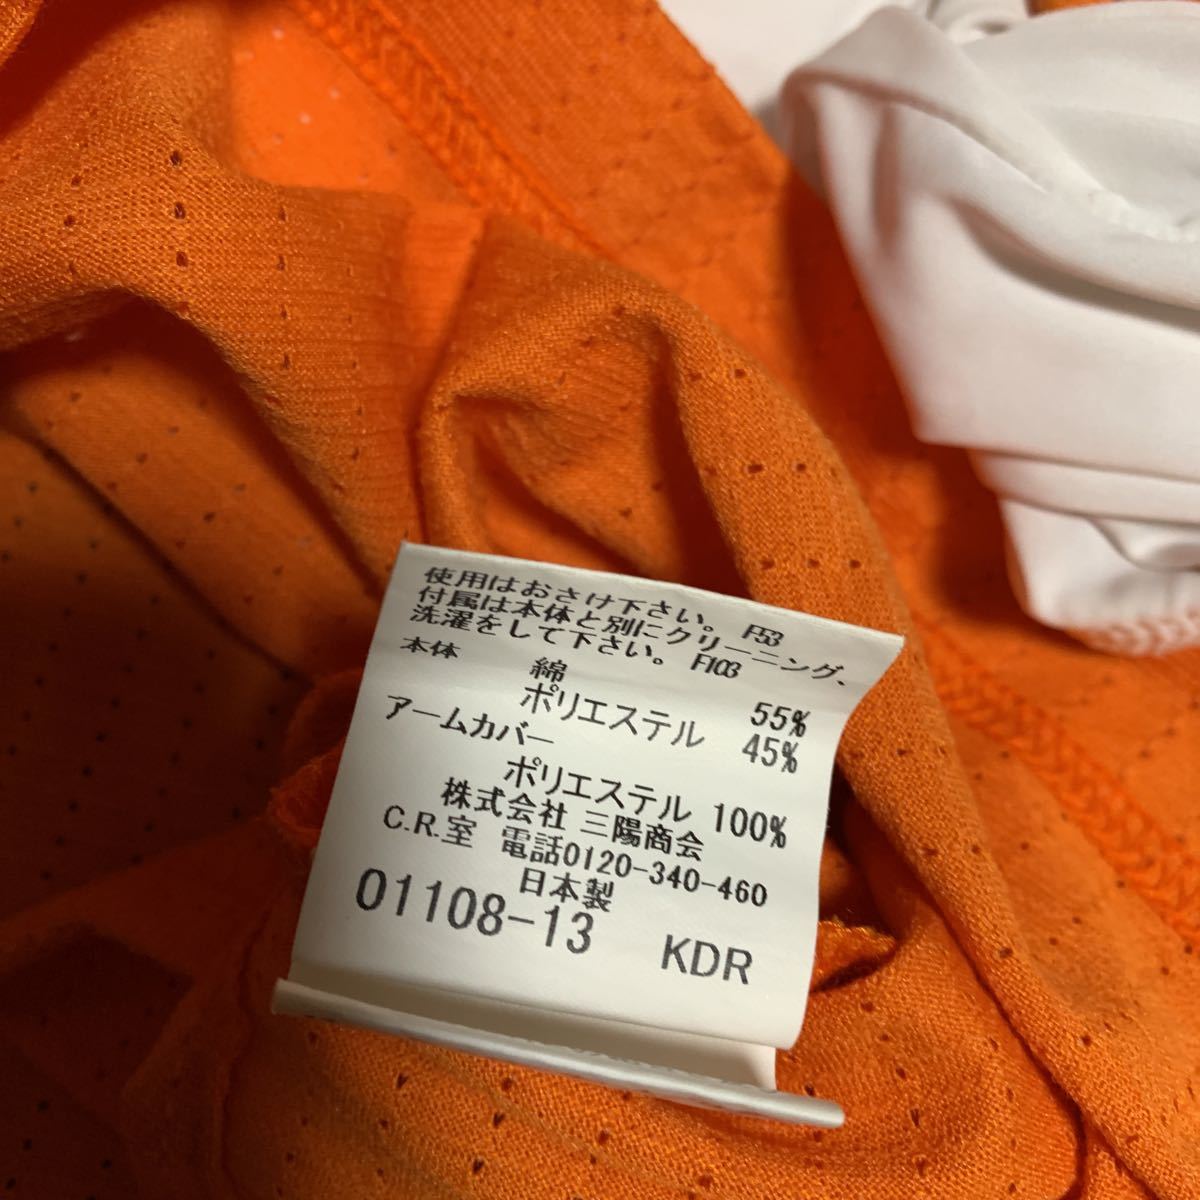 使用はおさけ下さい。 F53
付属は本体と別にクリーニング、
洗濯をして下さい。 F103
本体 綿 55%
ポリエステル 45%
アームカバー
ポリエステル 100%
株式会社 三陽商会
C.R.室 電話0120-340-460
日本製
01108-13 KDR